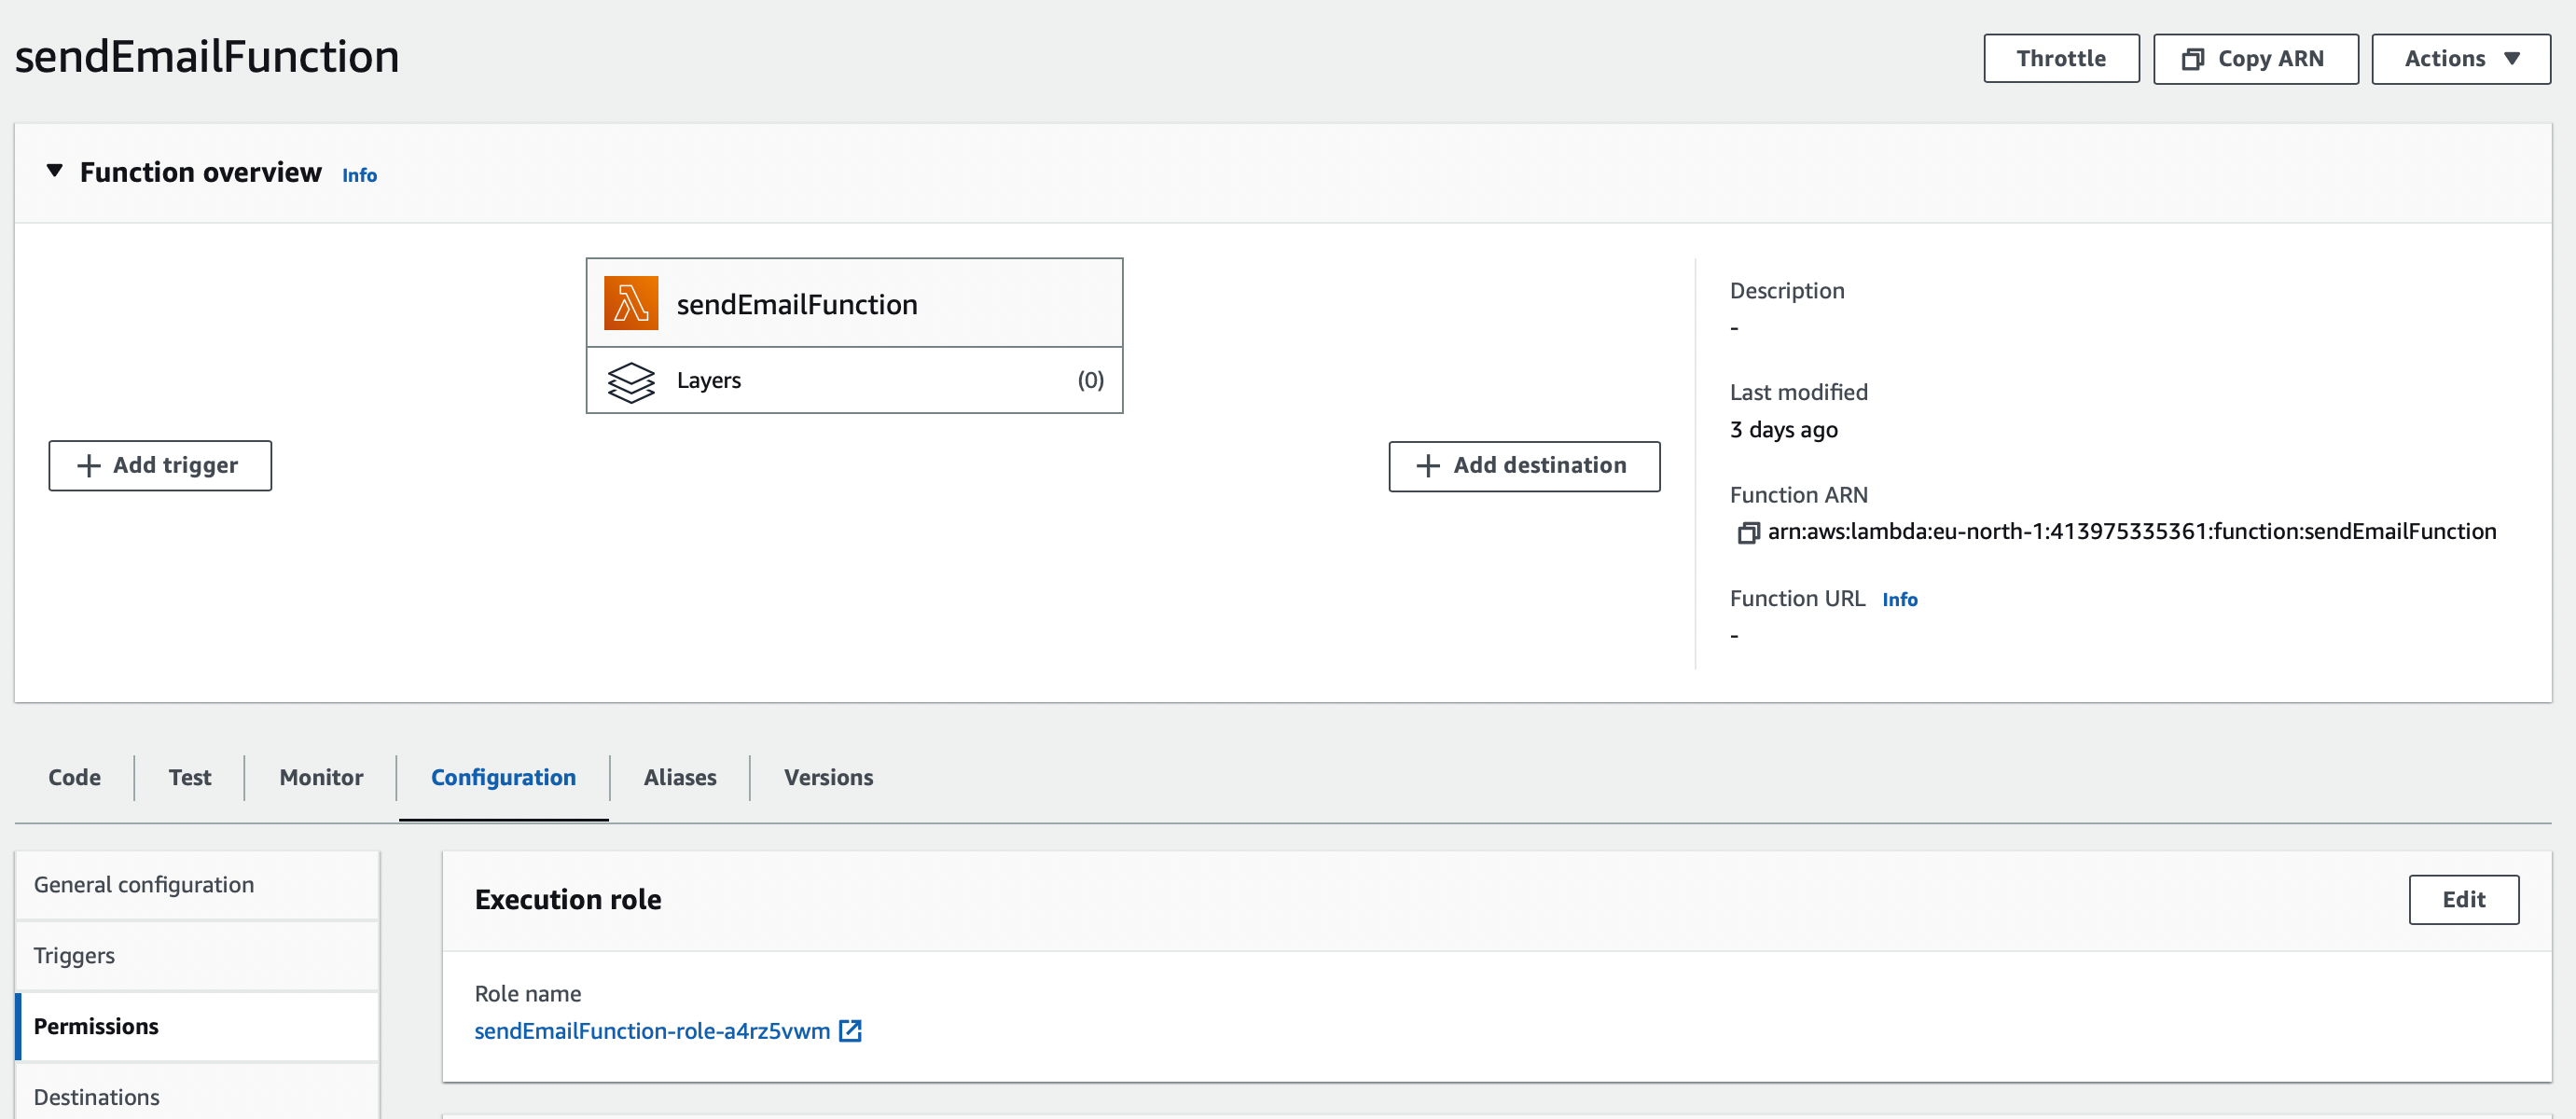 sendEmailFunction
Throttle
Copy ARN
Actions
Function overview Info
sendEmailFunction
Layers (0)
Add trigger
Add destination
Description
-
Last modified
3 days ago
Function ARN
arn:aws:lambda:eu-north-1:413975335361:function:sendEmailFunction
Function URL Info
-
Code
Test
Monitor
Configuration
Aliases
Versions
General configuration
Triggers
Permissions
Destinations
Execution role
Edit
Role name
sendEmailFunction-role-a4rz5vwm